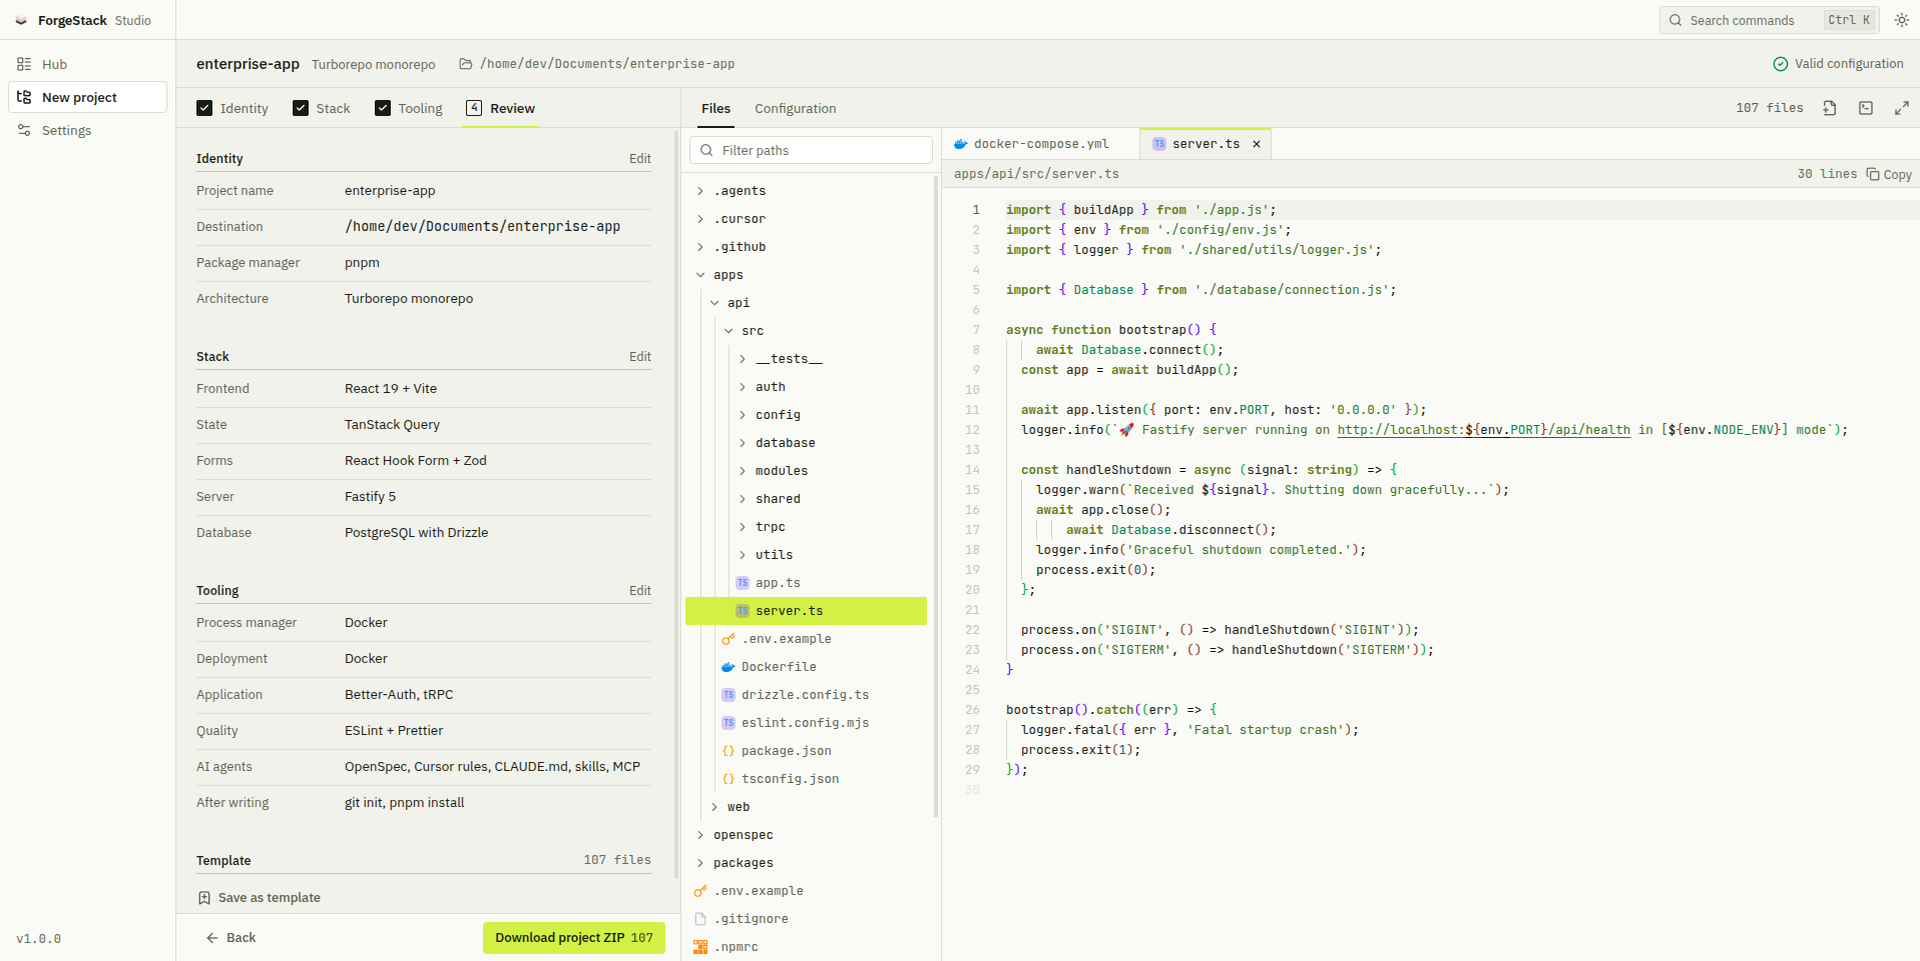 ForgeStack Studio
Search commands Ctrl K
Hub
New project
Settings
v1.0.0
enterprise-app Turborepo monorepo /home/dev/Documents/enterprise-app
Valid configuration
Identity Stack Tooling 4 Review
Identity Edit
Project name enterprise-app
Destination /home/dev/Documents/enterprise-app
Package manager pnpm
Architecture Turborepo monorepo
Stack Edit
Frontend React 19 + Vite
State TanStack Query
Forms React Hook Form + Zod
Server Fastify 5
Database PostgreSQL with Drizzle
Tooling Edit
Process manager Docker
Deployment Docker
Application Better-Auth, tRPC
Quality ESLint + Prettier
AI agents OpenSpec, Cursor rules, CLAUDE.md, skills, MCP
After writing git init, pnpm install
Template 107 files
Save as template
Back
Download project ZIP 107
Files Configuration
107 files
Filter paths
.agents
.cursor
.github
apps
api
src
__tests__
auth
config
database
modules
shared
trpc
utils
TS app.ts
TS server.ts
.env.example
Dockerfile
TS drizzle.config.ts
TS eslint.config.mjs
{} package.json
{} tsconfig.json
web
openspec
packages
.env.example
.gitignore
.npmrc
docker-compose.yml
TS server.ts ×
apps/api/src/server.ts 30 lines Copy
1 import { buildApp } from './app.js';
2 import { env } from './config/env.js';
3 import { logger } from './shared/utils/logger.js';
4
5 import { Database } from './database/connection.js';
6
7 async function bootstrap() {
8     await Database.connect();
9   const app = await buildApp();
10
11   await app.listen({ port: env.PORT, host: '0.0.0.0' });
12   logger.info(`🚀 Fastify server running on http://localhost:${env.PORT}/api/health in [${env.NODE_ENV}] mode`);
13
14   const handleShutdown = async (signal: string) => {
15     logger.warn(`Received ${signal}. Shutting down gracefully...`);
16     await app.close();
17         await Database.disconnect();
18     logger.info('Graceful shutdown completed.');
19     process.exit(0);
20   };
21
22   process.on('SIGINT', () => handleShutdown('SIGINT'));
23   process.on('SIGTERM', () => handleShutdown('SIGTERM'));
24 }
25
26 bootstrap().catch((err) => {
27   logger.fatal({ err }, 'Fatal startup crash');
28   process.exit(1);
29 });
30